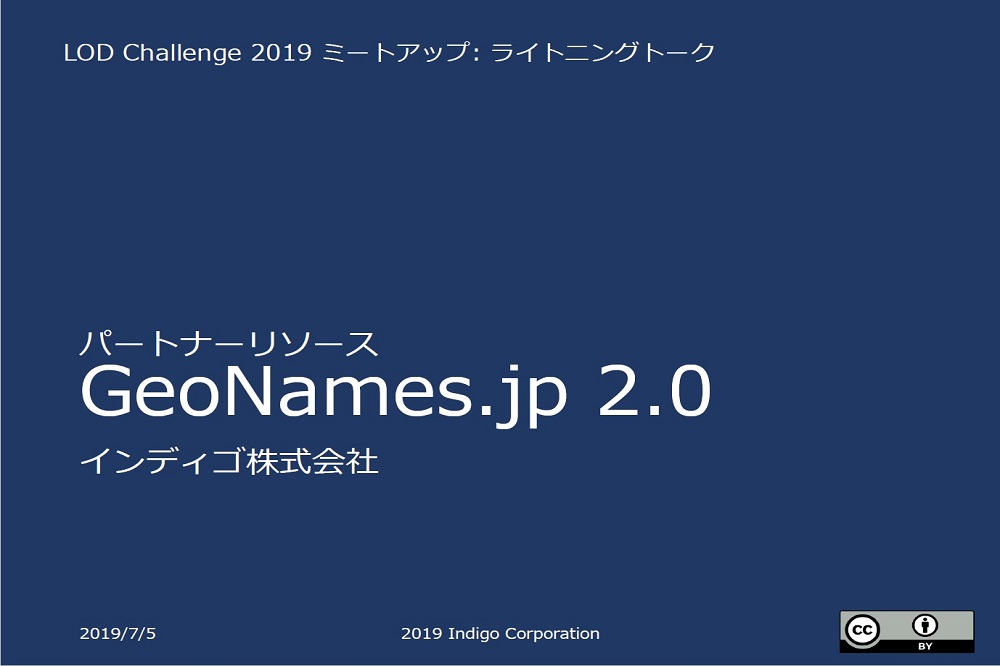 LOD Challenge 2019 ミートアップ: ライトニングトーク
パートナーリソース
GeoNames.jp 2.0
インディゴ株式会社
2019/7/5
2019 Indigo Corporation
cc
BY